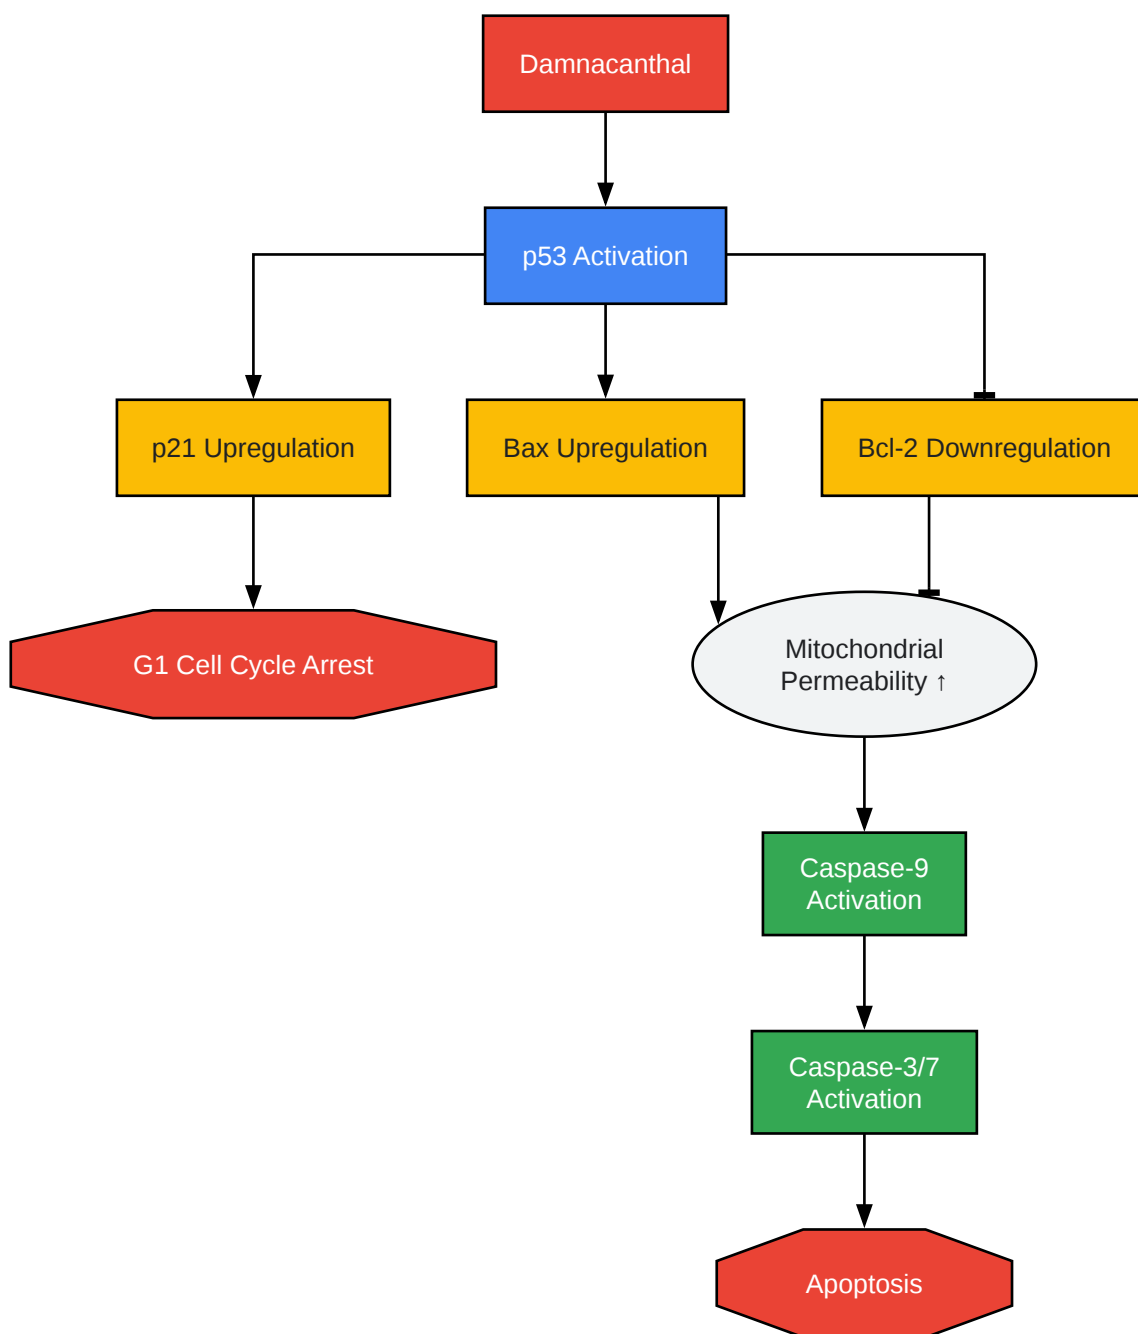 Damnacanthal
p53 Activation
p21 Upregulation
Bax Upregulation
Bcl-2 Downregulation
G1 Cell Cycle Arrest
Mitochondrial
Permeability ↑
Caspase-9
Activation
Caspase-3/7
Activation
Apoptosis